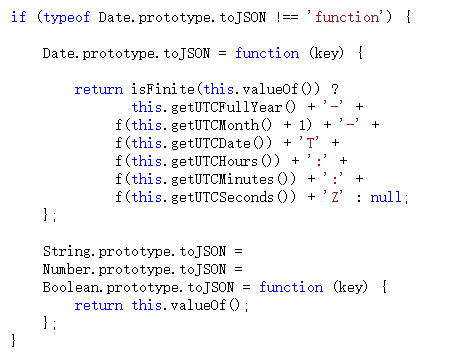 if (typeof Date.prototype.toJSON !== 'function') {
Date.prototype.toJSON = function (key) {
return isFinite(this.valueOf()) ?
this.getUTCFullYear() + '-' +
f(this.getUTCMonth() + 1) + '-' +
f(this.getUTCDate()) + 'T' +
f(this.getUTCHours()) + ':' +
f(this.getUTCMinutes()) + ':' +
f(this.getUTCSeconds()) + 'Z' : null;
};
String.prototype.toJSON =
Number.prototype.toJSON =
Boolean.prototype.toJSON = function (key) {
return this.valueOf();
};
}